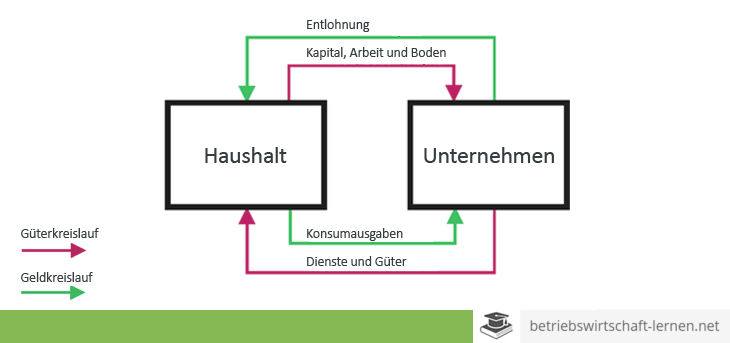 Entlohnung
Kapital, Arbeit und Boden
Haushalt
Unternehmen
Konsumausgaben
Dienste und Güter
Güterkreislauf
Geldkreislauf
betriebswirtschaft-lernen.net